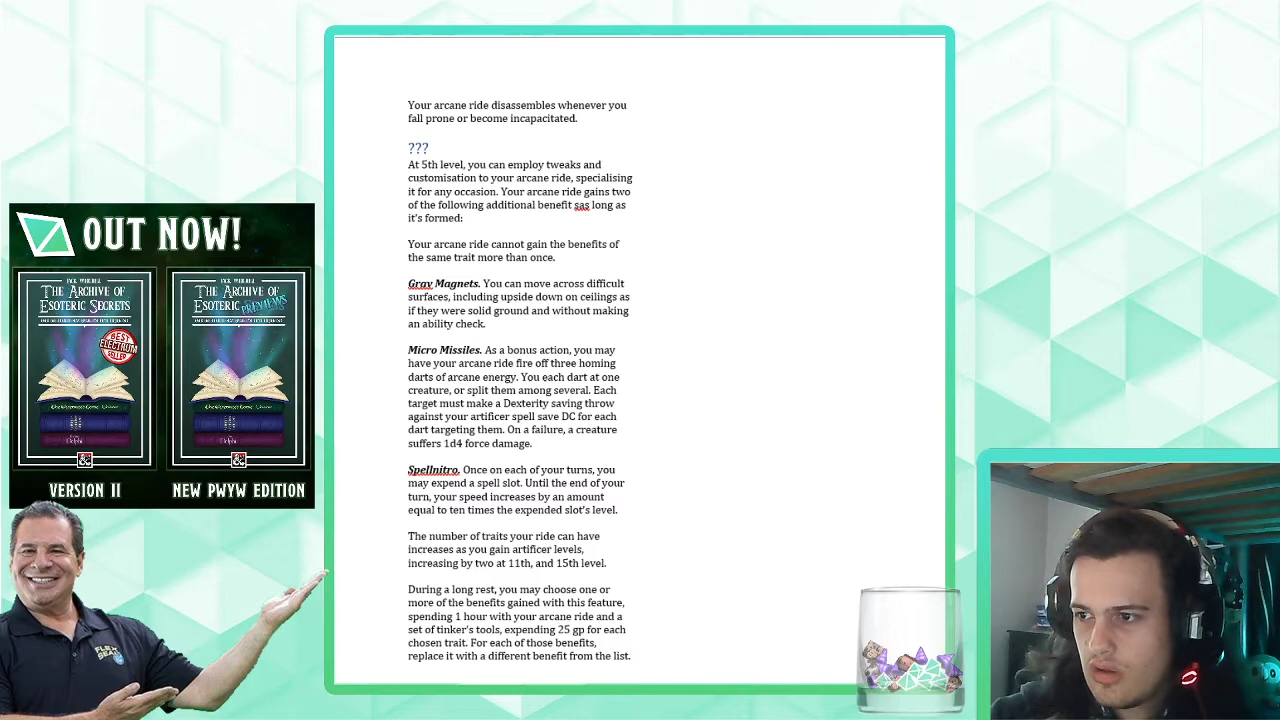 OUT NOW!
THE ARCHIVE OF
ESOTERIC SECRETS
BEST
ELECTRUM
SELLER
THE ARCHIVE OF
ESOTERIC PREVIEWS
VERSION II
NEW PWYW EDITION
FLEX
SEAL
Your arcane ride disassembles whenever you
fall prone or become incapacitated.
???
At 5th level, you can employ tweaks and
customisation to your arcane ride, specialising
it for any occasion. Your arcane ride gains two
of the following additional benefit sas long as
it's formed:
Your arcane ride cannot gain the benefits of
the same trait more than once.
Grav Magnets. You can move across difficult
surfaces, including upside down on ceilings as
if they were solid ground and without making
an ability check.
Micro Missiles. As a bonus action, you may
have your arcane ride fire off three homing
darts of arcane energy. You each dart at one
creature, or split them among several. Each
target must make a Dexterity saving throw
against your artificer spell save DC for each
dart targeting them. On a failure, a creature
suffers 1d4 force damage.
Spellnitro. Once on each of your turns, you
may expend a spell slot. Until the end of your
turn, your speed increases by an amount
equal to ten times the expended slot's level.
The number of traits your ride can have
increases as you gain artificer levels,
increasing by two at 11th, and 15th level.
During a long rest, you may choose one or
more of the benefits gained with this feature,
spending 1 hour with your arcane ride and a
set of tinker's tools, expending 25 gp for each
chosen trait. For each of those benefits,
replace it with a different benefit from the list.